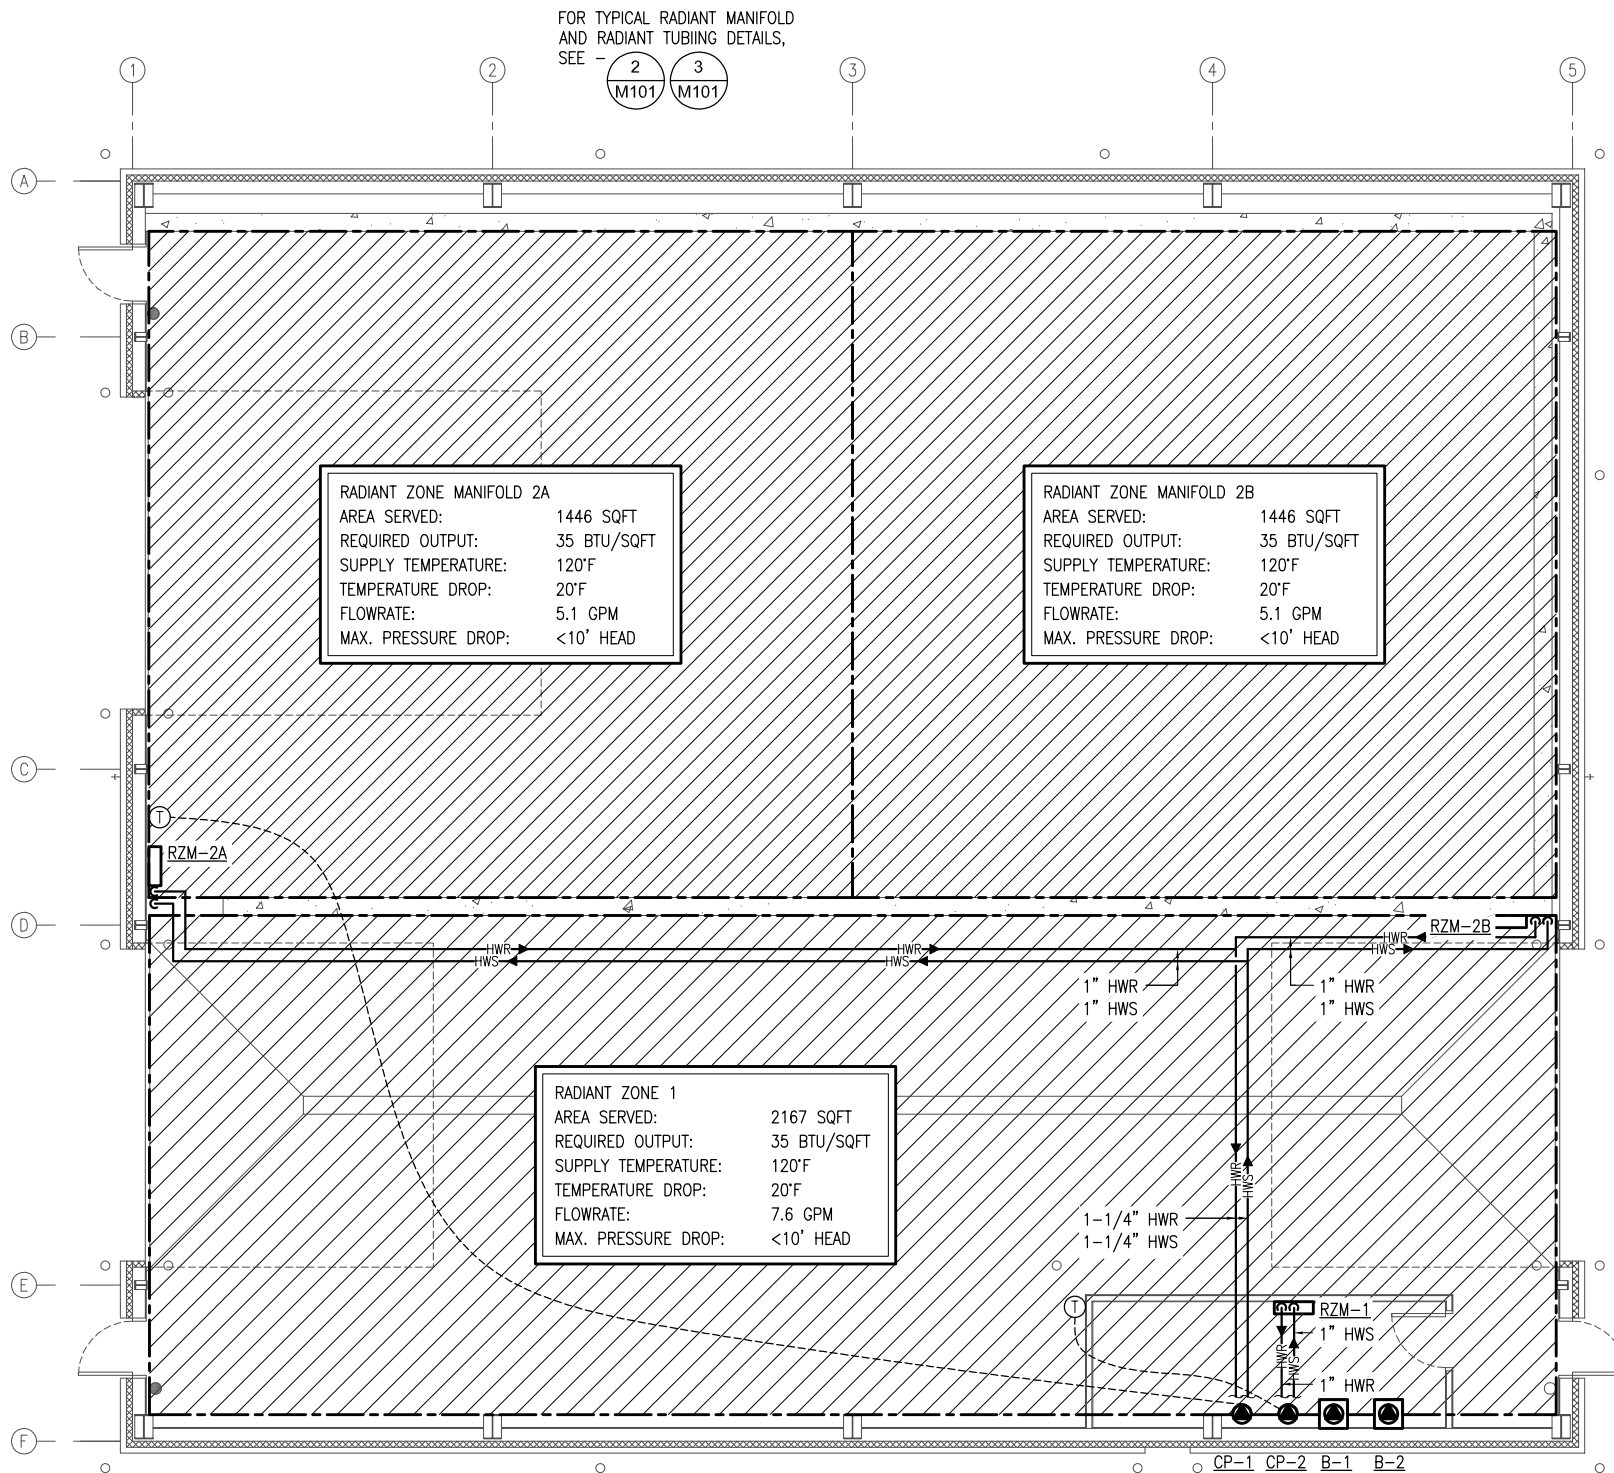 FOR TYPICAL RADIANT MANIFOLD
AND RADIANT TUBIING DETAILS,
SEE -
2
M101
3
M101
1
2
3
4
5
A
B
C
D
E
F
RADIANT ZONE MANIFOLD 2A
AREA SERVED: 1446 SQFT
REQUIRED OUTPUT: 35 BTU/SQFT
SUPPLY TEMPERATURE: 120°F
TEMPERATURE DROP: 20°F
FLOWRATE: 5.1 GPM
MAX. PRESSURE DROP: <10' HEAD
RADIANT ZONE MANIFOLD 2B
AREA SERVED: 1446 SQFT
REQUIRED OUTPUT: 35 BTU/SQFT
SUPPLY TEMPERATURE: 120°F
TEMPERATURE DROP: 20°F
FLOWRATE: 5.1 GPM
MAX. PRESSURE DROP: <10' HEAD
T
RZM-2A
RZM-2B
HWR
HWS
HWR
HWS
HWR
HWS
1" HWR
1" HWS
1" HWR
1" HWS
RADIANT ZONE 1
AREA SERVED: 2167 SQFT
REQUIRED OUTPUT: 35 BTU/SQFT
SUPPLY TEMPERATURE: 120°F
TEMPERATURE DROP: 20°F
FLOWRATE: 7.6 GPM
MAX. PRESSURE DROP: <10' HEAD
HWR
HWS
1-1/4" HWR
1-1/4" HWS
T
RZM-1
1" HWS
HWR
HWS
1" HWR
CP-1
CP-2
B-1
B-2